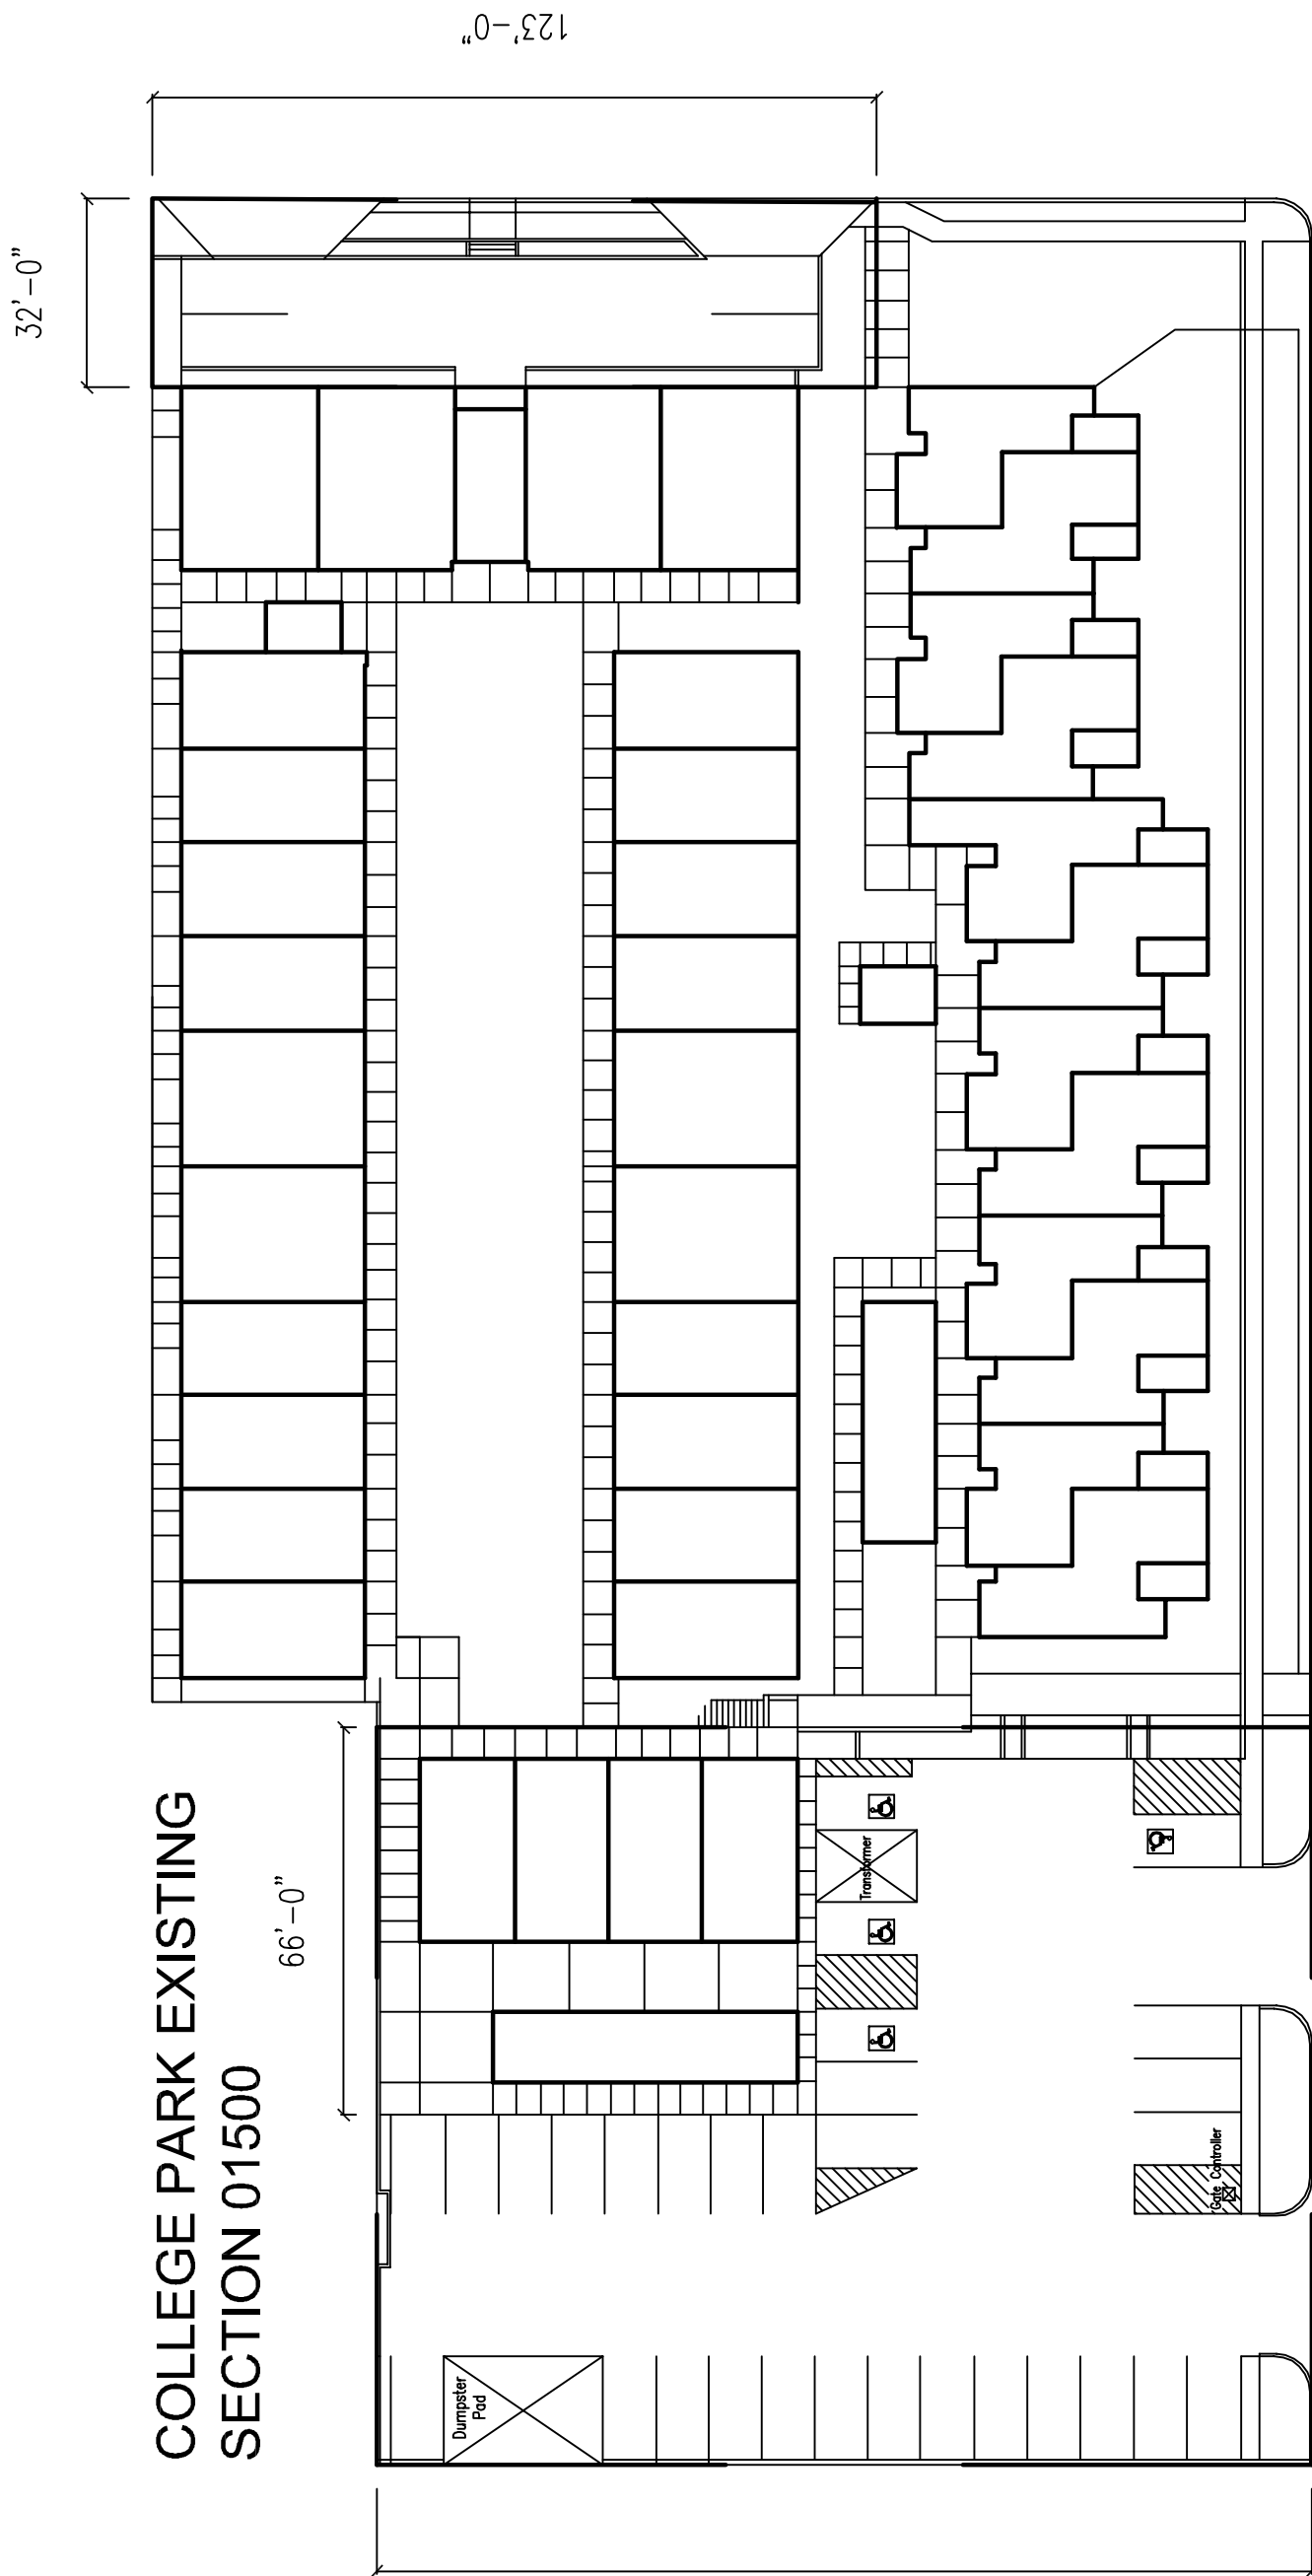 COLLEGE PARK EXISTING
SECTION 01500
32'-0"
123'-0"
66'-0"
Transformer
Gate Controller
Dumpster
Pad